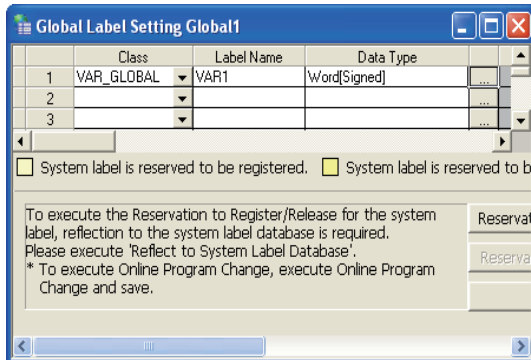 Global Label Setting Global1
Class Label Name Data Type
1 VAR_GLOBAL VAR1 Word[Signed] ...
2 ...
3 ...
System label is reserved to be registered. System label is reserved to b
To execute the Reservation to Register/Release for the system
label, reflection to the system label database is required.
Please execute 'Reflect to System Label Database'.
* To execute Online Program Change, execute Online Program
Change and save.
Reservat
Reserva